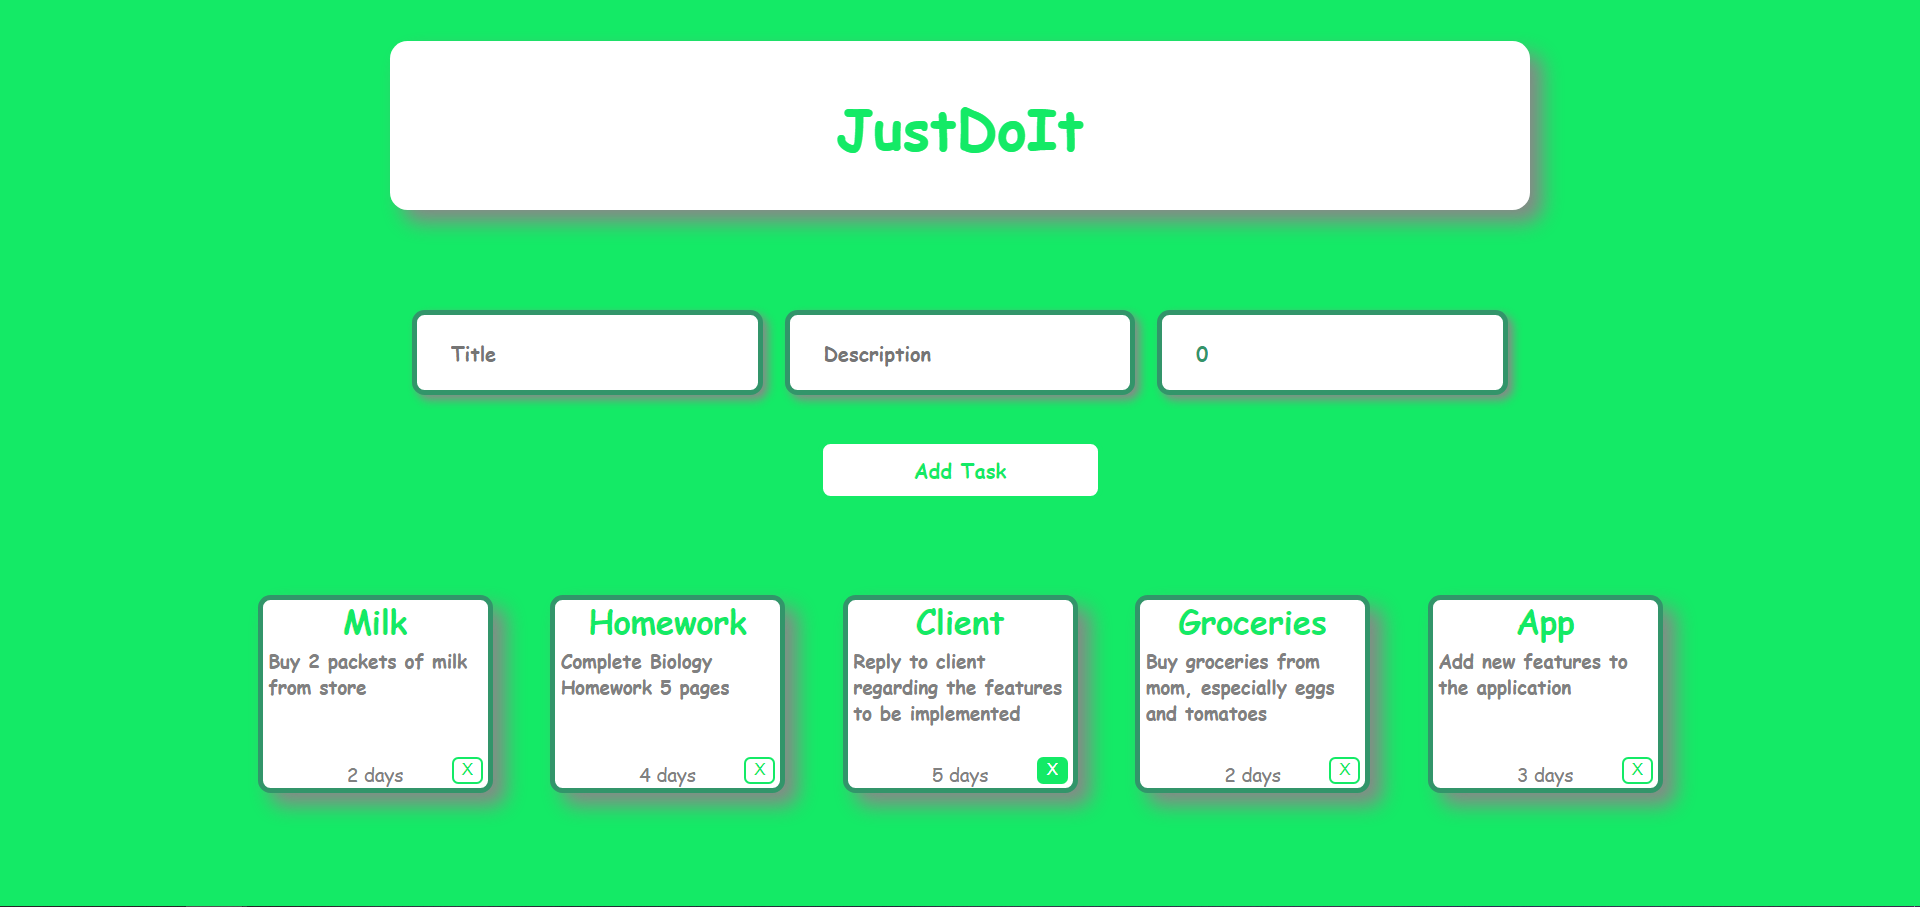 JustDoIt
Title
Description
0
Add Task
Milk
Buy 2 packets of milk
from store
2 days
X
Homework
Complete Biology
Homework 5 pages
4 days
X
Client
Reply to client
regarding the features
to be implemented
5 days
X
Groceries
Buy groceries from
mom, especially eggs
and tomatoes
2 days
X
App
Add new features to
the application
3 days
X